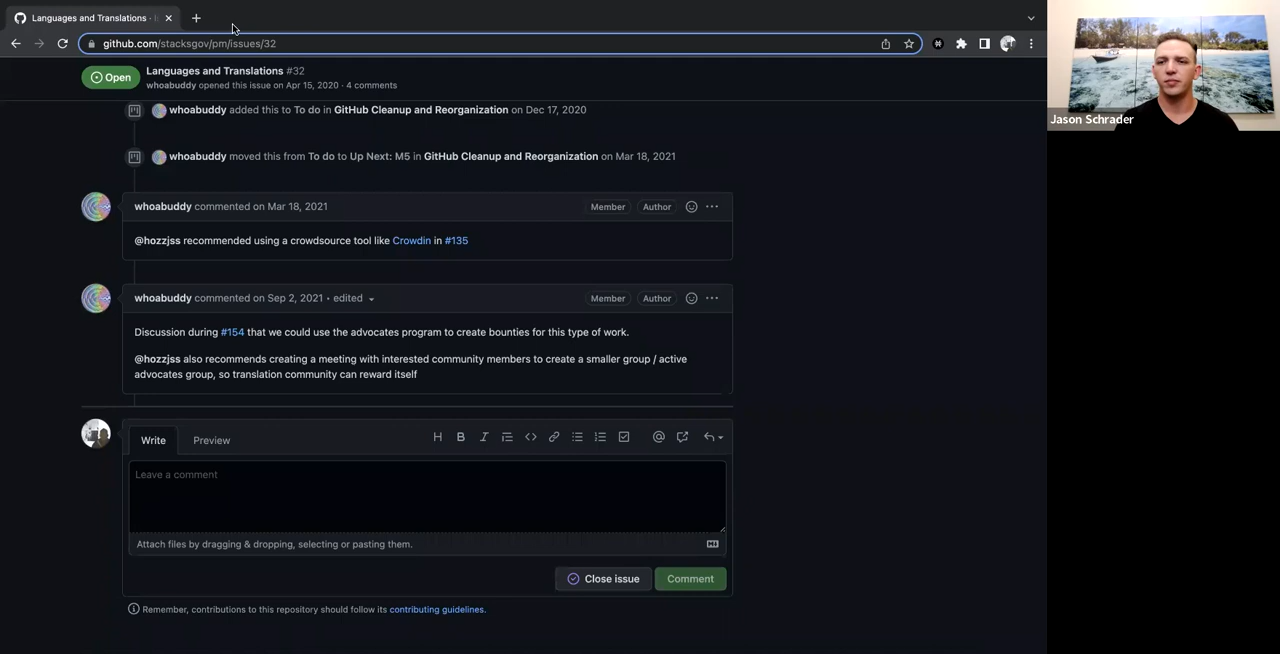 Languages and Translations ·
github.com/stacksgov/pm/issues/32
Jason Schrader
Open
Languages and Translations #32
whoabuddy opened this issue on Apr 15, 2020 · 4 comments
whoabuddy added this to To do in GitHub Cleanup and Reorganization on Dec 17, 2020
whoabuddy moved this from To do to Up Next: M5 in GitHub Cleanup and Reorganization on Mar 18, 2021
whoabuddy commented on Mar 18, 2021
Member
Author
@hozzjss recommended using a crowdsource tool like Crowdin in #135
whoabuddy commented on Sep 2, 2021 • edited
Member
Author
Discussion during #154 that we could use the advocates program to create bounties for this type of work.
@hozzjss also recommends creating a meeting with interested community members to create a smaller group / active
advocates group, so translation community can reward itself
Write
Preview
Leave a comment
Attach files by dragging & dropping, selecting or pasting them.
Close issue
Comment
Remember, contributions to this repository should follow its contributing guidelines.